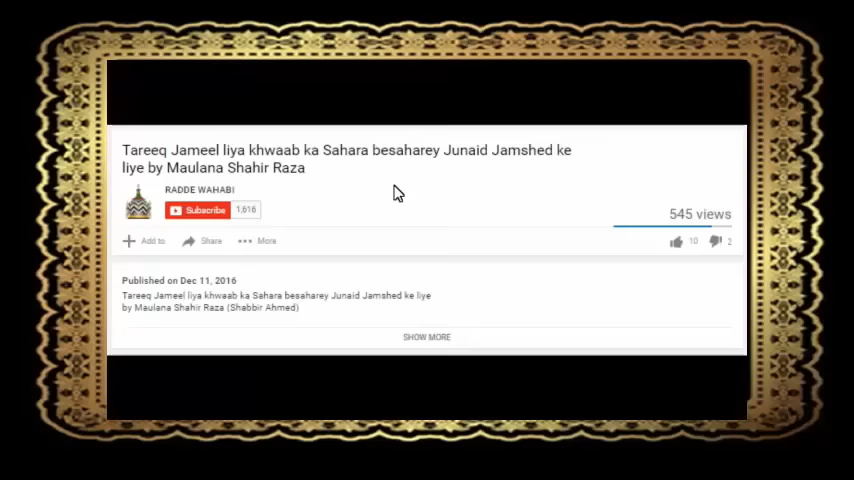 Tareeq Jameel liya khwaab ka Sahara besaharey Junaid Jamshed ke
liye by Maulana Shahir Raza
RADDE WAHABI
Subscribe 1,616
545 views
Add to Share More 10 2
Published on Dec 11, 2016
Tareeq Jameel liya khwaab ka Sahara besaharey Junaid Jamshed ke liye
by Maulana Shahir Raza (Shabbir Ahmed)
SHOW MORE